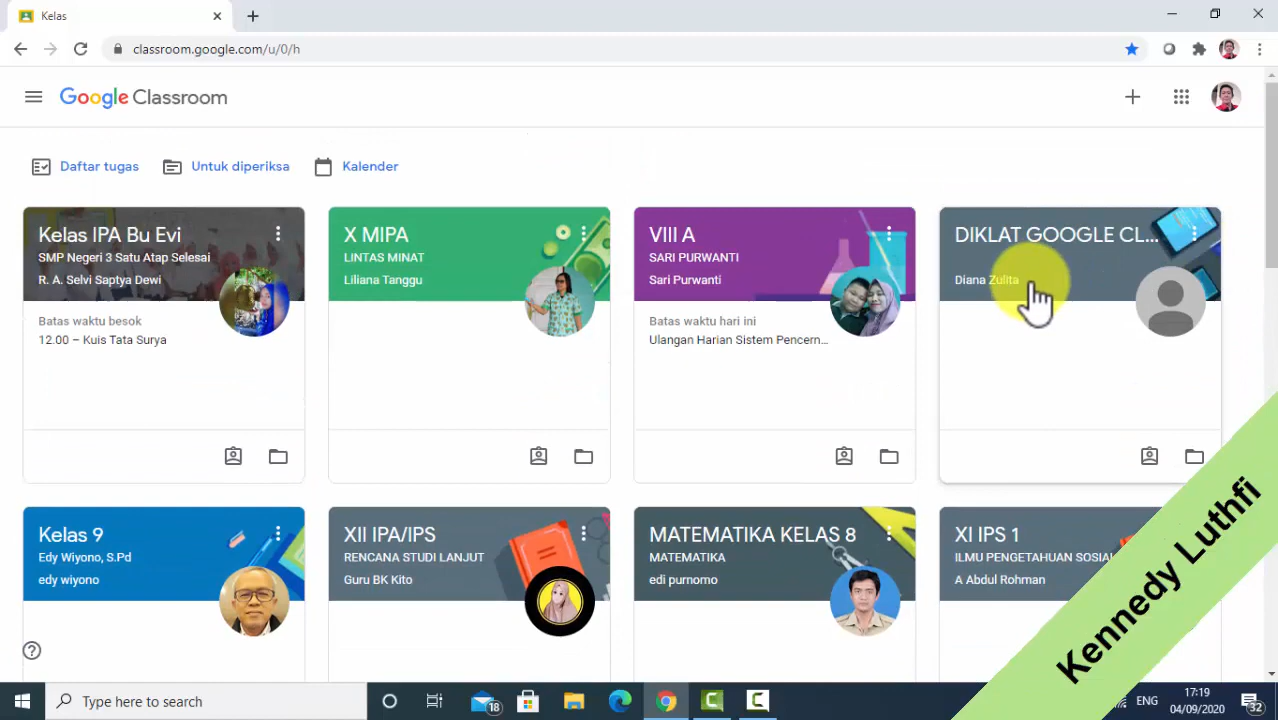 Kelas
classroom.google.com/u/0/h
Google Classroom
Daftar tugas
Untuk diperiksa
Kalender
Kelas IPA Bu Evi
SMP Negeri 3 Satu Atap Selesai
R. A. Selvi Saptya Dewi
Batas waktu besok
12.00 – Kuis Tata Surya
X MIPA
LINTAS MINAT
Liliana Tanggu
VIII A
SARI PURWANTI
Sari Purwanti
Batas waktu hari ini
Ulangan Harian Sistem Pencern...
DIKLAT GOOGLE CL...
Diana Zulita
Kelas 9
Edy Wiyono, S.Pd
edy wiyono
XII IPA/IPS
RENCANA STUDI LANJUT
Guru BK Kito
MATEMATIKA KELAS 8
MATEMATIKA
edi purnomo
XI IPS 1
ILMU PENGETAHUAN SOSIAL
A Abdul Rohman
Kennedy Luthfi
Type here to search
18
ENG
17:19
04/09/2020
32